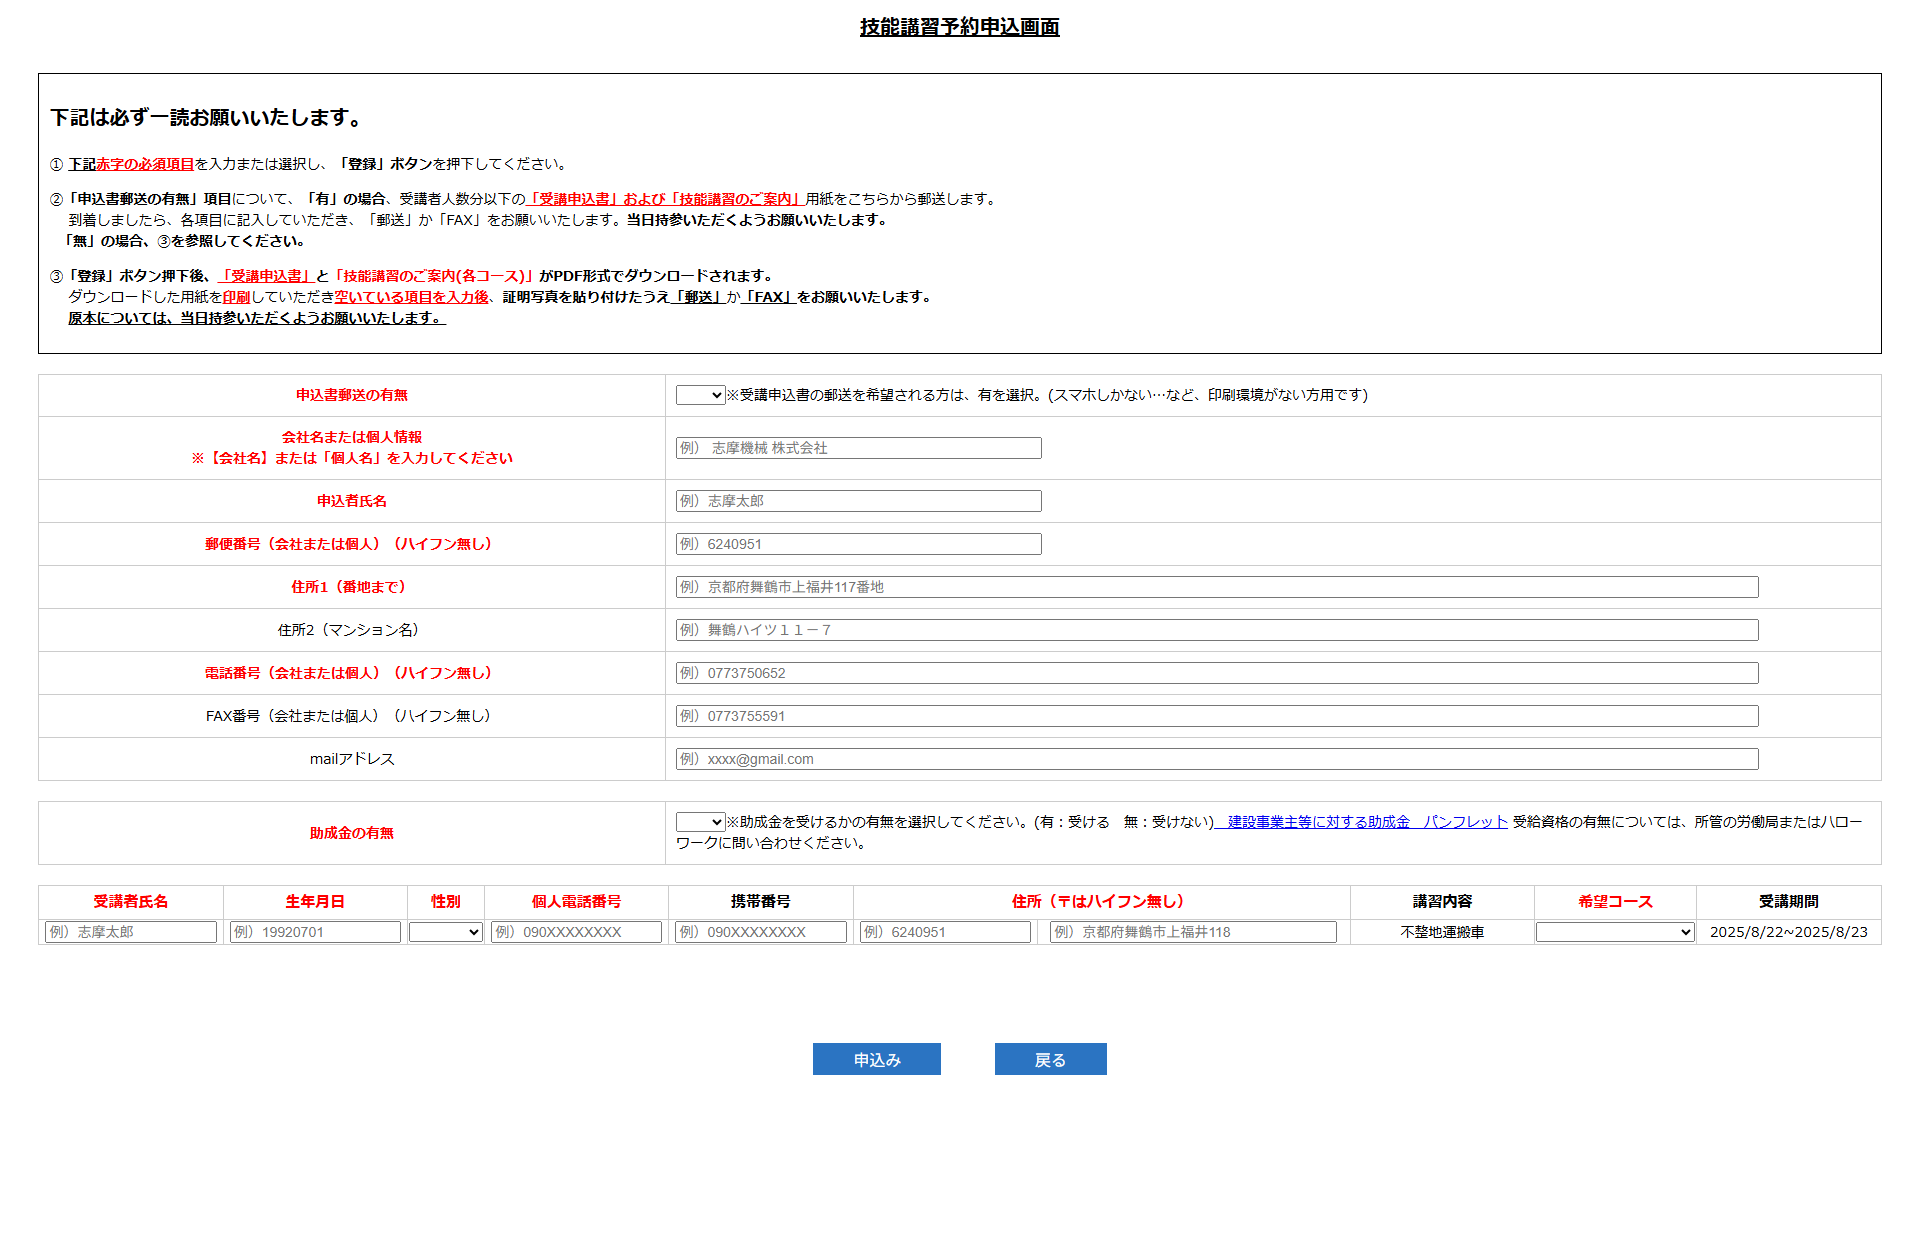 技能講習予約申込画面
下記は必ず一読お願いいたします。
① 下記赤字の必須項目を入力または選択し、「登録」ボタンを押下してください。
②「申込書郵送の有無」項目について、「有」の場合、受講者人数分以下の「受講申込書」および「技能講習のご案内」用紙をこちらから郵送します。
到着しましたら、各項目に記入していただき、「郵送」か「FAX」をお願いいたします。当日持参いただくようお願いいたします。
「無」の場合、③を参照してください。
③「登録」ボタン押下後、「受講申込書」と「技能講習のご案内(各コース)」がPDF形式でダウンロードされます。
ダウンロードした用紙を印刷していただき空いている項目を入力後、証明写真を貼り付けたうえ「郵送」か「FAX」をお願いいたします。
原本については、当日持参いただくようお願いいたします。
申込書郵送の有無 ※受講申込書の郵送を希望される方は、有を選択。(スマホしかない…など、印刷環境がない方用です)
会社名または個人情報
※【会社名】または「個人名」を入力してください
例） 志摩機械 株式会社
申込者氏名 例）志摩太郎
郵便番号（会社または個人）（ハイフン無し） 例）6240951
住所1（番地まで） 例）京都府舞鶴市上福井117番地
住所2（マンション名） 例）舞鶴ハイツ１１－７
電話番号（会社または個人）（ハイフン無し） 例）0773750652
FAX番号（会社または個人）（ハイフン無し） 例）0773755591
mailアドレス 例）xxxx@gmail.com
助成金の有無
※助成金を受けるかの有無を選択してください。(有：受ける　無：受けない)　建設事業主等に対する助成金　パンフレット 受給資格の有無については、所管の労働局またはハロー
ワークに問い合わせください。
受講者氏名 生年月日 性別 個人電話番号 携帯番号 住所（〒はハイフン無し） 講習内容 希望コース 受講期間
例）志摩太郎 例）19920701 例）090XXXXXXXX 例）090XXXXXXXX 例）6240951 例）京都府舞鶴市上福井118 不整地運搬車 2025/8/22~2025/8/23
申込み 戻る